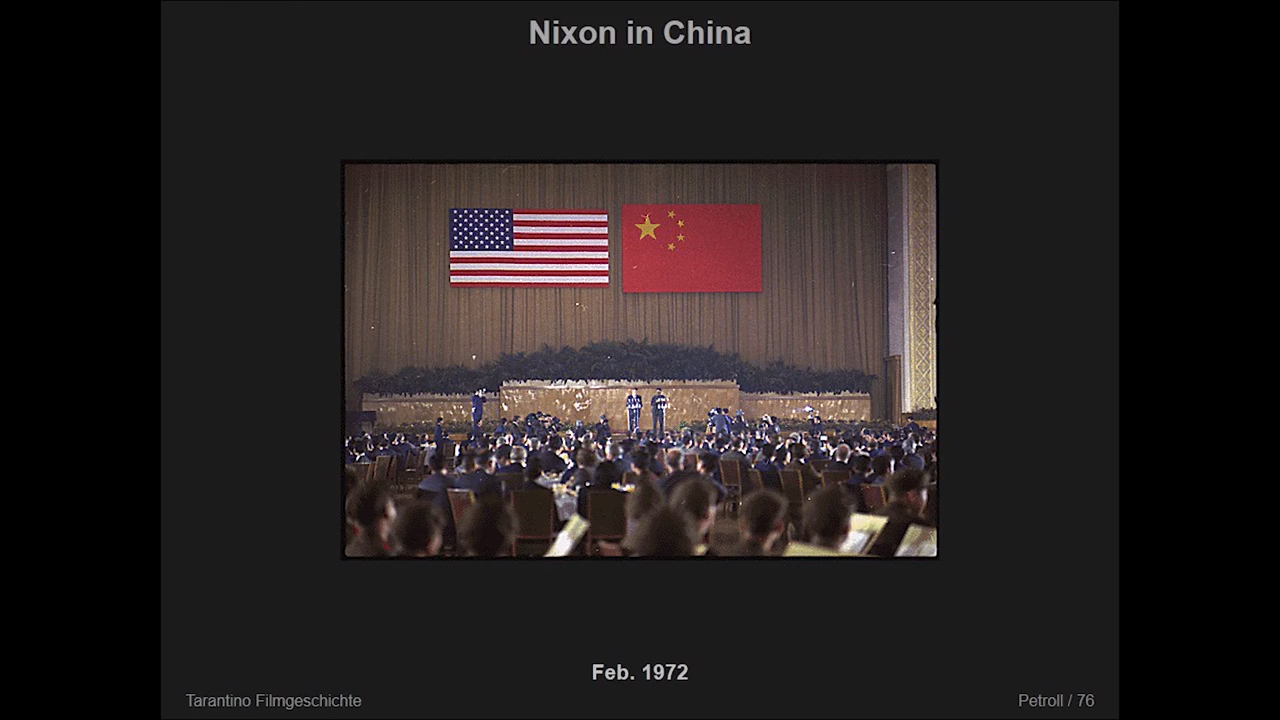 Nixon in China
Feb. 1972
Tarantino Filmgeschichte
Petroll / 76